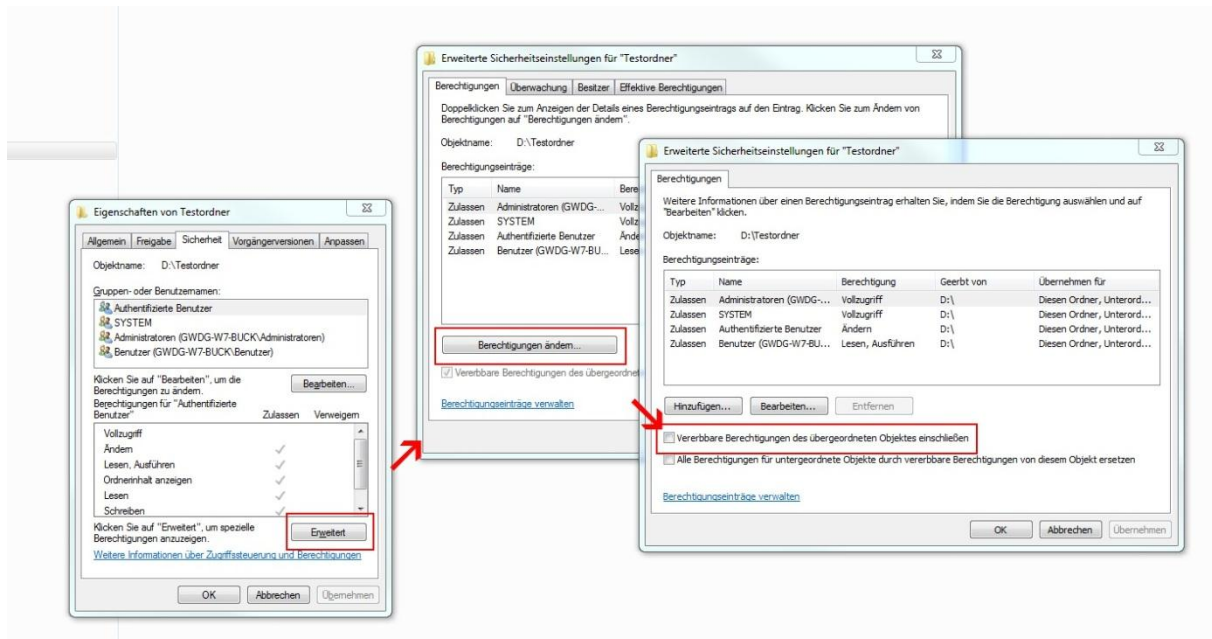 Eigenschaften von Testordner
Allgemein Freigabe Sicherheit Vorgängerversionen Anpassen
Objektname: D:\Testordner
Gruppen- oder Benutzernamen:
Authentifizierte Benutzer
SYSTEM
Administratoren (GWDG-W7-BUCK\Administratoren)
Benutzer (GWDG-W7-BUCK\Benutzer)
Klicken Sie auf "Bearbeiten", um die
Berechtigungen zu ändern.
Bearbeiten...
Berechtigungen für "Authentifizierte
Benutzer" Zulassen Verweigern
Vollzugriff
Ändern
Lesen, Ausführen
Ordnerinhalt anzeigen
Lesen
Schreiben
Klicken Sie auf "Erweitert", um spezielle
Berechtigungen anzuzeigen.
Erweitert
Weitere Informationen über Zugriffssteuerung und Berechtigungen
OK Abbrechen Übernehmen
Erweiterte Sicherheitseinstellungen für "Testordner"
Berechtigungen Überwachung Besitzer Effektive Berechtigungen
Doppelklicken Sie zum Anzeigen der Details eines Berechtigungseintrags auf den Eintrag. Klicken Sie zum Ändern von
Berechtigungen auf "Berechtigungen ändern".
Objektname: D:\Testordner
Berechtigungseinträge:
Typ Name Bere
Zulassen Administratoren (GWDG-... Vollz
Zulassen SYSTEM Vollz
Zulassen Authentifizierte Benutzer Ände
Zulassen Benutzer (GWDG-W7-BU... Lese
Berechtigungen ändern...
Vererbbare Berechtigungen des übergeordnet
Berechtigungseinträge verwalten
Erweiterte Sicherheitseinstellungen für "Testordner"
Berechtigungen
Weitere Informationen über einen Berechtigungseintrag erhalten Sie, indem Sie die Berechtigung auswählen und auf
"Bearbeiten" klicken.
Objektname: D:\Testordner
Berechtigungseinträge:
Typ Name Berechtigung Geerbt von Übernehmen für
Zulassen Administratoren (GWDG-... Vollzugriff D:\ Diesen Ordner, Unterord...
Zulassen SYSTEM Vollzugriff D:\ Diesen Ordner, Unterord...
Zulassen Authentifizierte Benutzer Ändern D:\ Diesen Ordner, Unterord...
Zulassen Benutzer (GWDG-W7-BU... Lesen, Ausführen D:\ Diesen Ordner, Unterord...
Hinzufügen... Bearbeiten... Entfernen
Vererbbare Berechtigungen des übergeordneten Objektes einschließen
Alle Berechtigungen für untergeordnete Objekte durch vererbbare Berechtigungen von diesem Objekt ersetzen
Berechtigungseinträge verwalten
OK Abbrechen Übernehmen